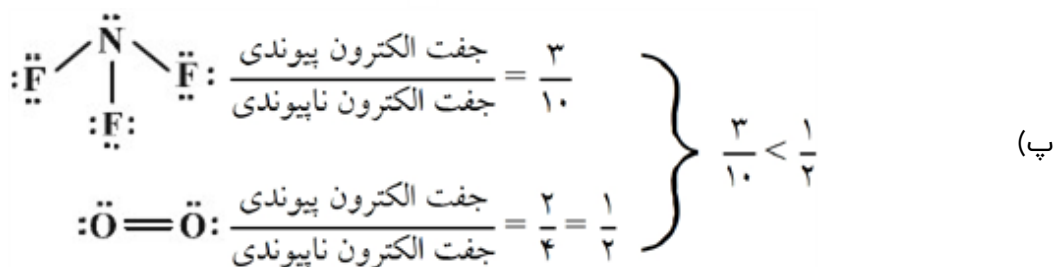 پ)
N
:F F: جفت الکترون پیوندی / جفت الکترون ناپیوندی = ۳/۱۰
:F:
۳/۱۰ < ۱/۲
:O=O: جفت الکترون پیوندی / جفت الکترون ناپیوندی = ۲/۴ = ۱/۲